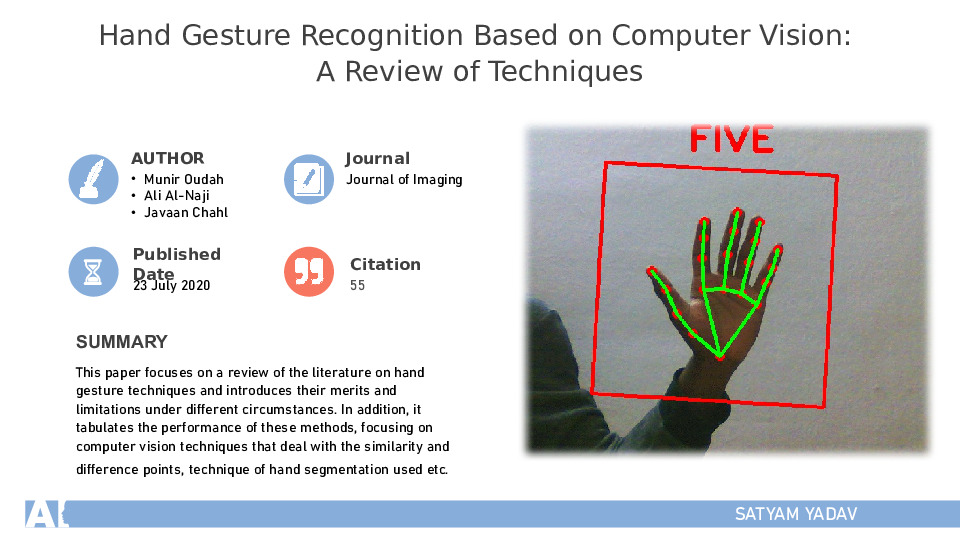 Hand Gesture Recognition Based on Computer Vision:
A Review of Techniques
AUTHOR
• Munir Oudah
• Ali Al-Naji
• Javaan Chahl
Journal
Journal of Imaging
Published
Date
23 July 2020
Citation
55
SUMMARY
This paper focuses on a review of the literature on hand
gesture techniques and introduces their merits and
limitations under different circumstances. In addition, it
tabulates the performance of these methods, focusing on
computer vision techniques that deal with the similarity and
difference points, technique of hand segmentation used etc.
FIVE
AI
SATYAM YADAV